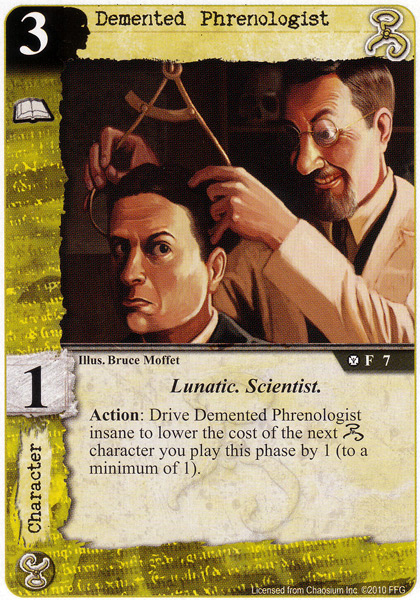 3
Demented Phrenologist
Illus. Bruce Moffet
F 7
1
Lunatic. Scientist.
Action: Drive Demented Phrenologist
insane to lower the cost of the next
character you play this phase by 1 (to a
minimum of 1).
Character
Licensed from Chaosium Inc. ©2010 FFG